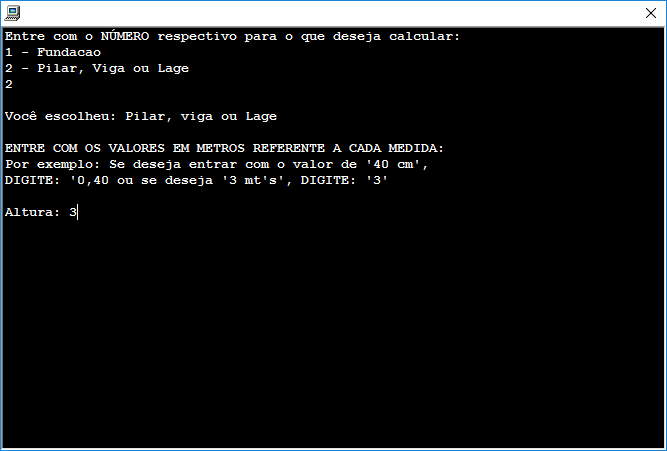 Entre com o NÚMERO respectivo para o que deseja calcular:
1 - Fundacao
2 - Pilar, Viga ou Lage
2
Você escolheu: Pilar, viga ou Lage
ENTRE COM OS VALORES EM METROS REFERENTE A CADA MEDIDA:
Por exemplo: Se deseja entrar com o valor de '40 cm',
DIGITE: '0,40 ou se deseja '3 mt's', DIGITE: '3'
Altura: 3